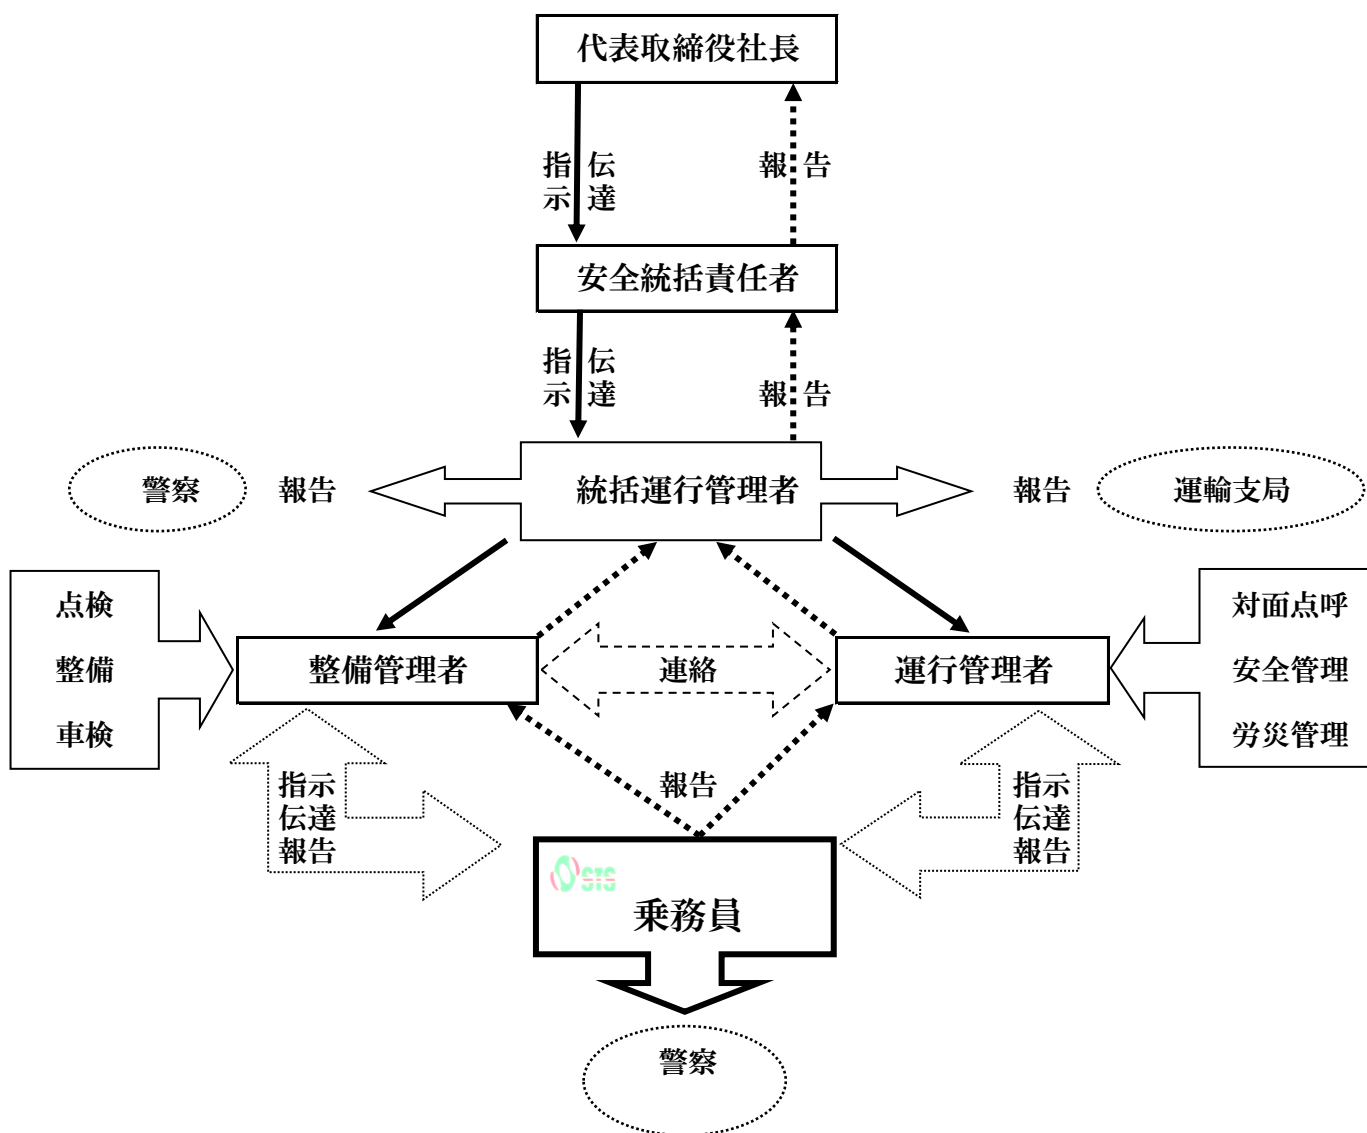 代表取締役社長
指示
伝達
報告
安全統括責任者
指示
伝達
報告
警察
報告
統括運行管理者
報告
運輸支局
点検
整備
車検
整備管理者
連絡
運行管理者
対面点呼
安全管理
労災管理
指示
伝達
報告
報告
指示
伝達
報告
STS
乗務員
警察